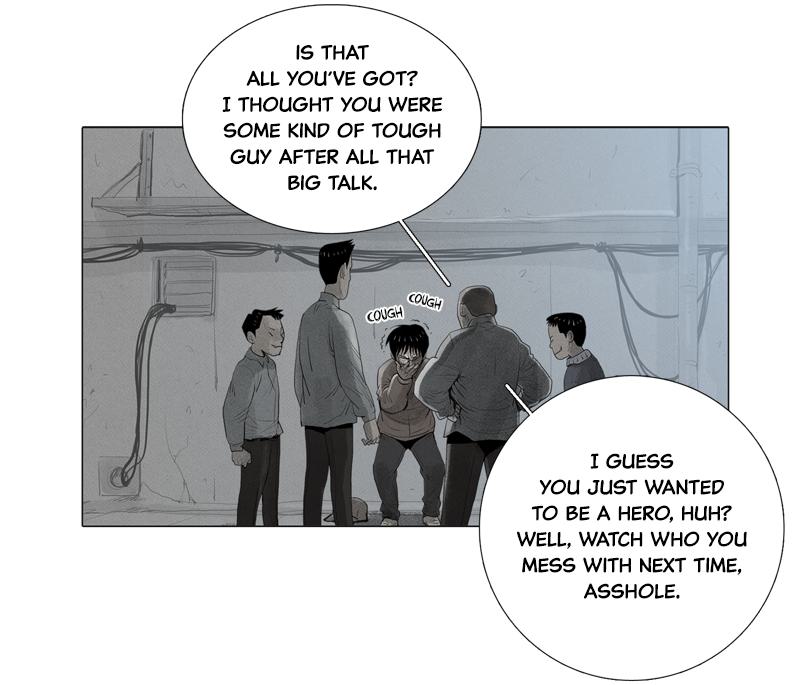 IS THAT
ALL YOU'VE GOT?
I THOUGHT YOU WERE
SOME KIND OF TOUGH
GUY AFTER ALL THAT
BIG TALK.
COUGH
COUGH
I GUESS
YOU JUST WANTED
TO BE A HERO, HUH?
WELL, WATCH WHO YOU
MESS WITH NEXT TIME,
ASSHOLE.